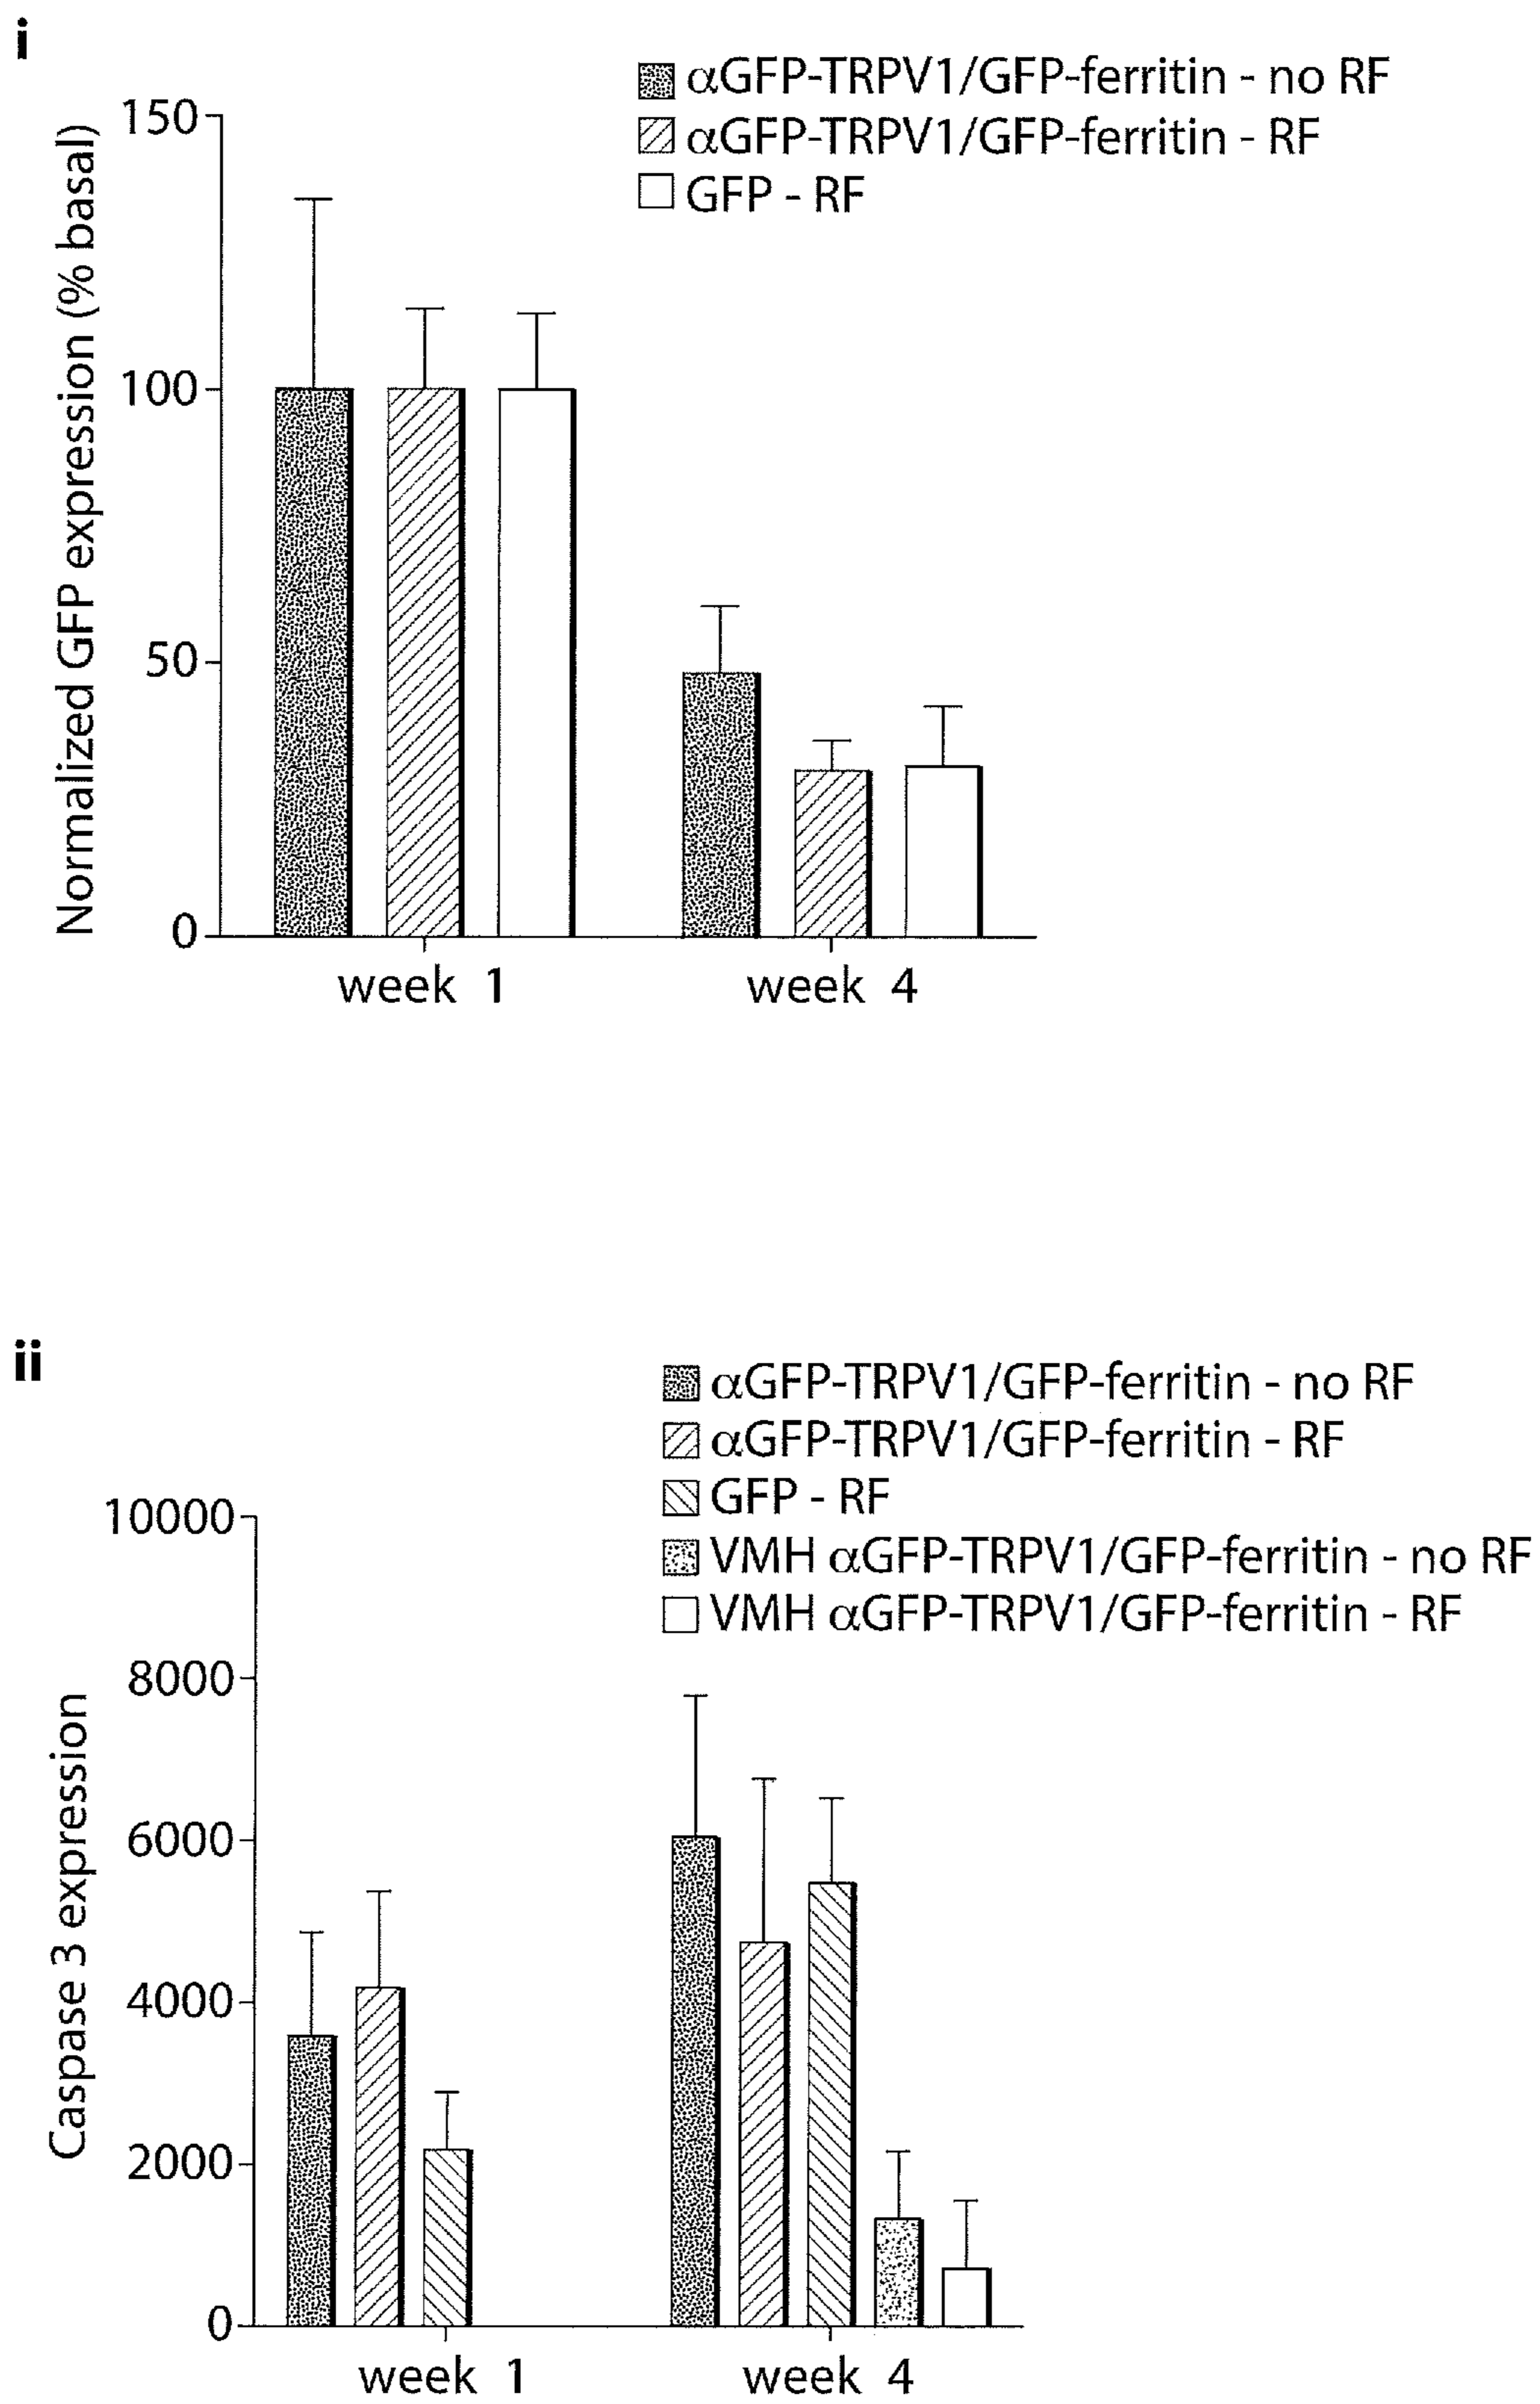 i
αGFP-TRPV1/GFP-ferritin - no RF
αGFP-TRPV1/GFP-ferritin - RF
GFP - RF
Normalized GFP expression (% basal)
150
100
50
0
week 1
week 4
ii
αGFP-TRPV1/GFP-ferritin - no RF
αGFP-TRPV1/GFP-ferritin - RF
GFP - RF
VMH αGFP-TRPV1/GFP-ferritin - no RF
VMH αGFP-TRPV1/GFP-ferritin - RF
Caspase 3 expression
10000
8000
6000
4000
2000
0
week 1
week 4